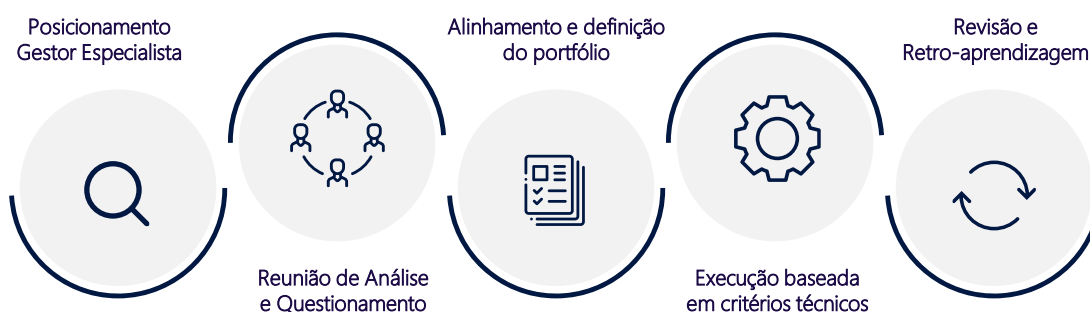 Posicionamento
Gestor Especialista
Reunião de Análise
e Questionamento
Alinhamento e definição
do portfólio
Execução baseada
em critérios técnicos
Revisão e
Retro-aprendizagem